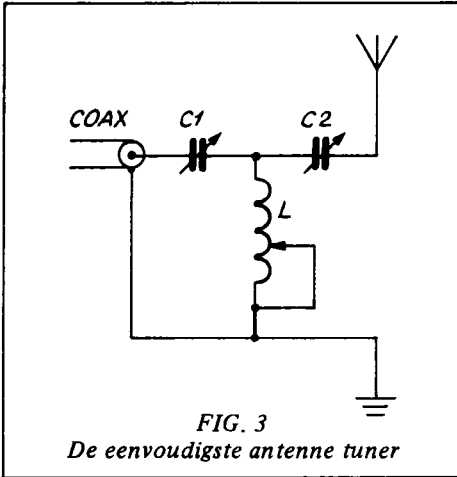 COAX
C1
C2
L
FIG. 3
De eenvoudigste antenne tuner